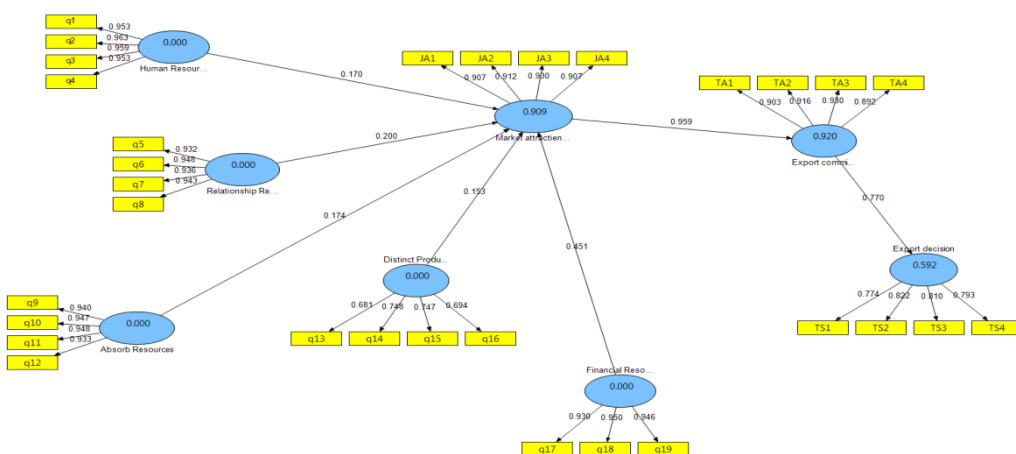 q1
0.953
q2
0.963
q3
0.959
q4
0.953
0.000
Human Resour...
0.170
JA1
JA2
JA3
JA4
0.907
0.912
0.930
0.907
0.909
Market attractien...
0.959
TA1
TA2
TA3
TA4
0.903
0.916
0.930
0.892
0.920
Export commi...
q5
0.932
q6
0.948
q7
0.936
q8
0.943
0.000
Relationship Re...
0.200
0.153
0.174
0.451
0.770
Export decision
0.592
0.774
0.822
0.810
0.793
TS1
TS2
TS3
TS4
Distinct Produ...
0.000
0.681
0.748
0.747
0.694
q13
q14
q15
q16
q9
0.940
q10
0.947
q11
0.948
q12
0.933
0.000
Absorb Resources
Financial Reso...
0.000
0.930
0.950
0.946
q17
q18
q19